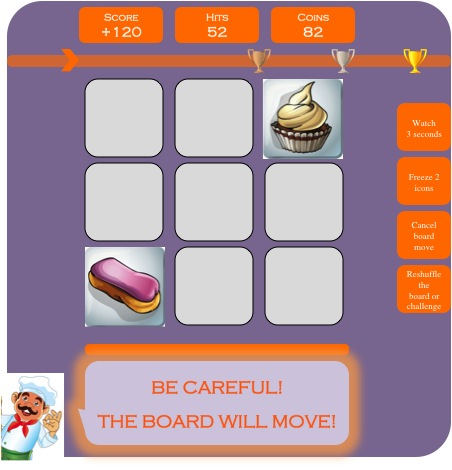 Score
+120
Hits
52
Coins
82
Watch
3 seconds
Freeze 2
icons
Cancel
board
move
Reshuffle
the
board or
challenge
BE CAREFUL!
THE BOARD WILL MOVE!